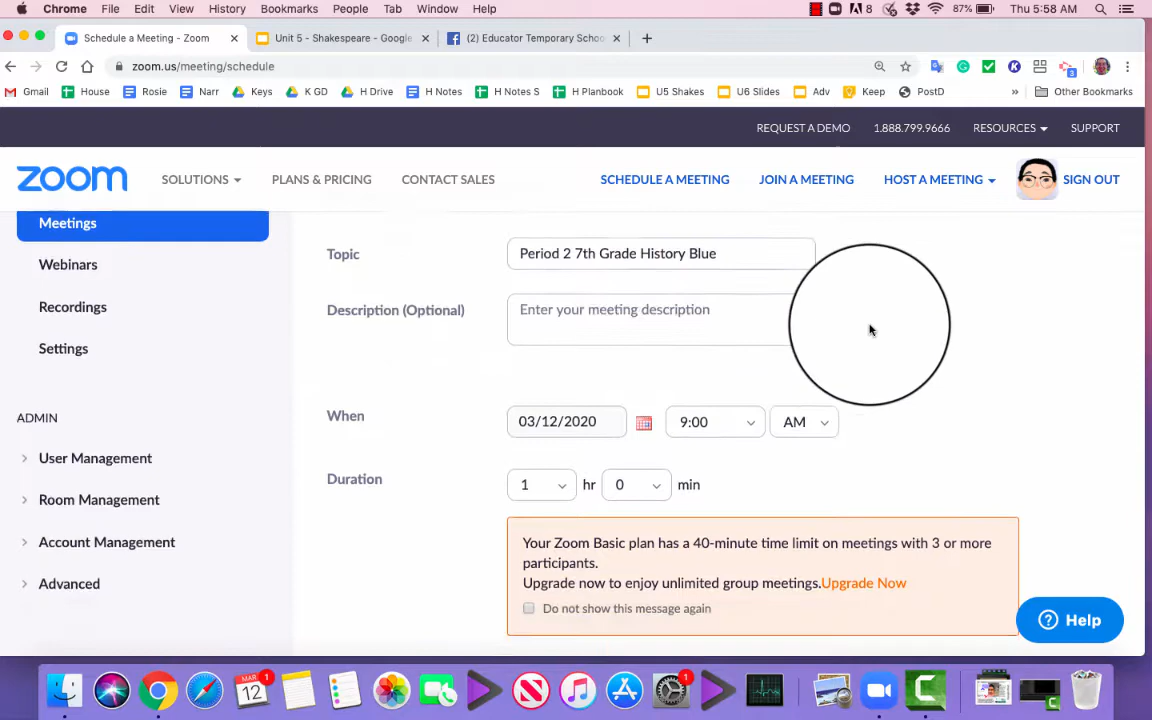 Chrome File Edit View History Bookmarks People Tab Window Help 8 87% Thu 5:58 AM
Schedule a Meeting - Zoom Unit 5 - Shakespeare - Google (2) Educator Temporary Schoo
zoom.us/meeting/schedule
Gmail House Rosie Narr Keys K GD H Drive H Notes H Notes S H Planbook U5 Shakes U6 Slides Adv Keep PostD » Other Bookmarks
REQUEST A DEMO 1.888.799.9666 RESOURCES SUPPORT
zoom SOLUTIONS PLANS & PRICING CONTACT SALES SCHEDULE A MEETING JOIN A MEETING HOST A MEETING SIGN OUT
Meetings
Webinars
Recordings
Settings
ADMIN
User Management
Room Management
Account Management
Advanced
Topic Period 2 7th Grade History Blue
Description (Optional) Enter your meeting description
When 03/12/2020 9:00 AM
Duration 1 hr 0 min
Your Zoom Basic plan has a 40-minute time limit on meetings with 3 or more
participants.
Upgrade now to enjoy unlimited group meetings.Upgrade Now
Do not show this message again
Help
MAR 12 1 1